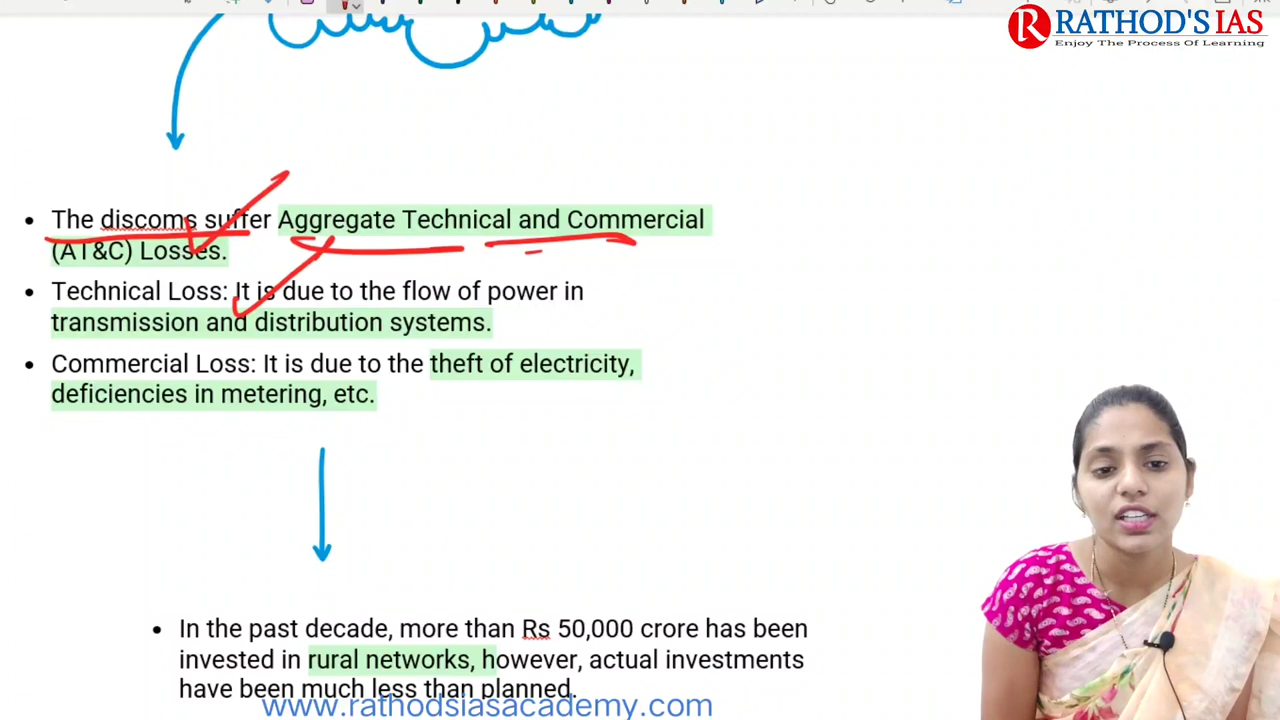 RATHOD'S IAS
Enjoy The Process Of Learning
• The discoms suffer Aggregate Technical and Commercial
(AT&C) Losses.
• Technical Loss: It is due to the flow of power in
transmission and distribution systems.
• Commercial Loss: It is due to the theft of electricity,
deficiencies in metering, etc.
• In the past decade, more than Rs 50,000 crore has been
invested in rural networks, however, actual investments
have been much less than planned.
www.rathodsiasacademy.com